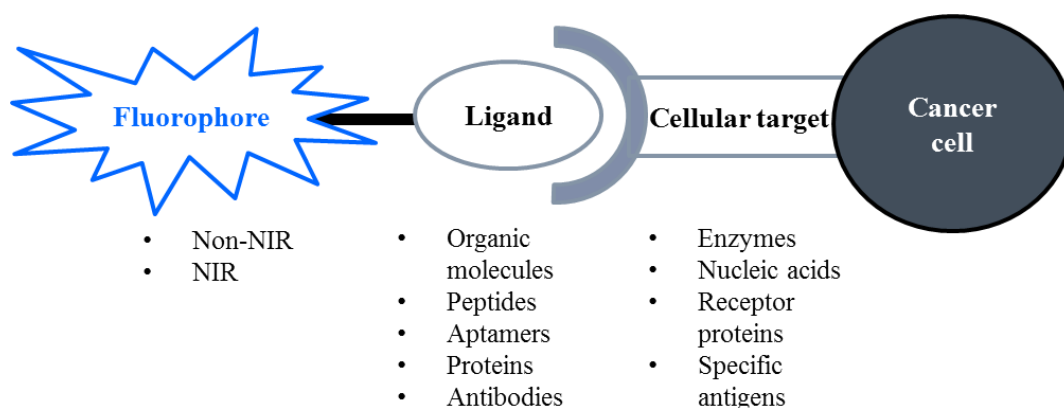 Fluorophore
Ligand
Cellular target
Cancer
cell
• Non-NIR
• NIR
• Organic
molecules
• Peptides
• Aptamers
• Proteins
• Antibodies
• Enzymes
• Nucleic acids
• Receptor
proteins
• Specific
antigens